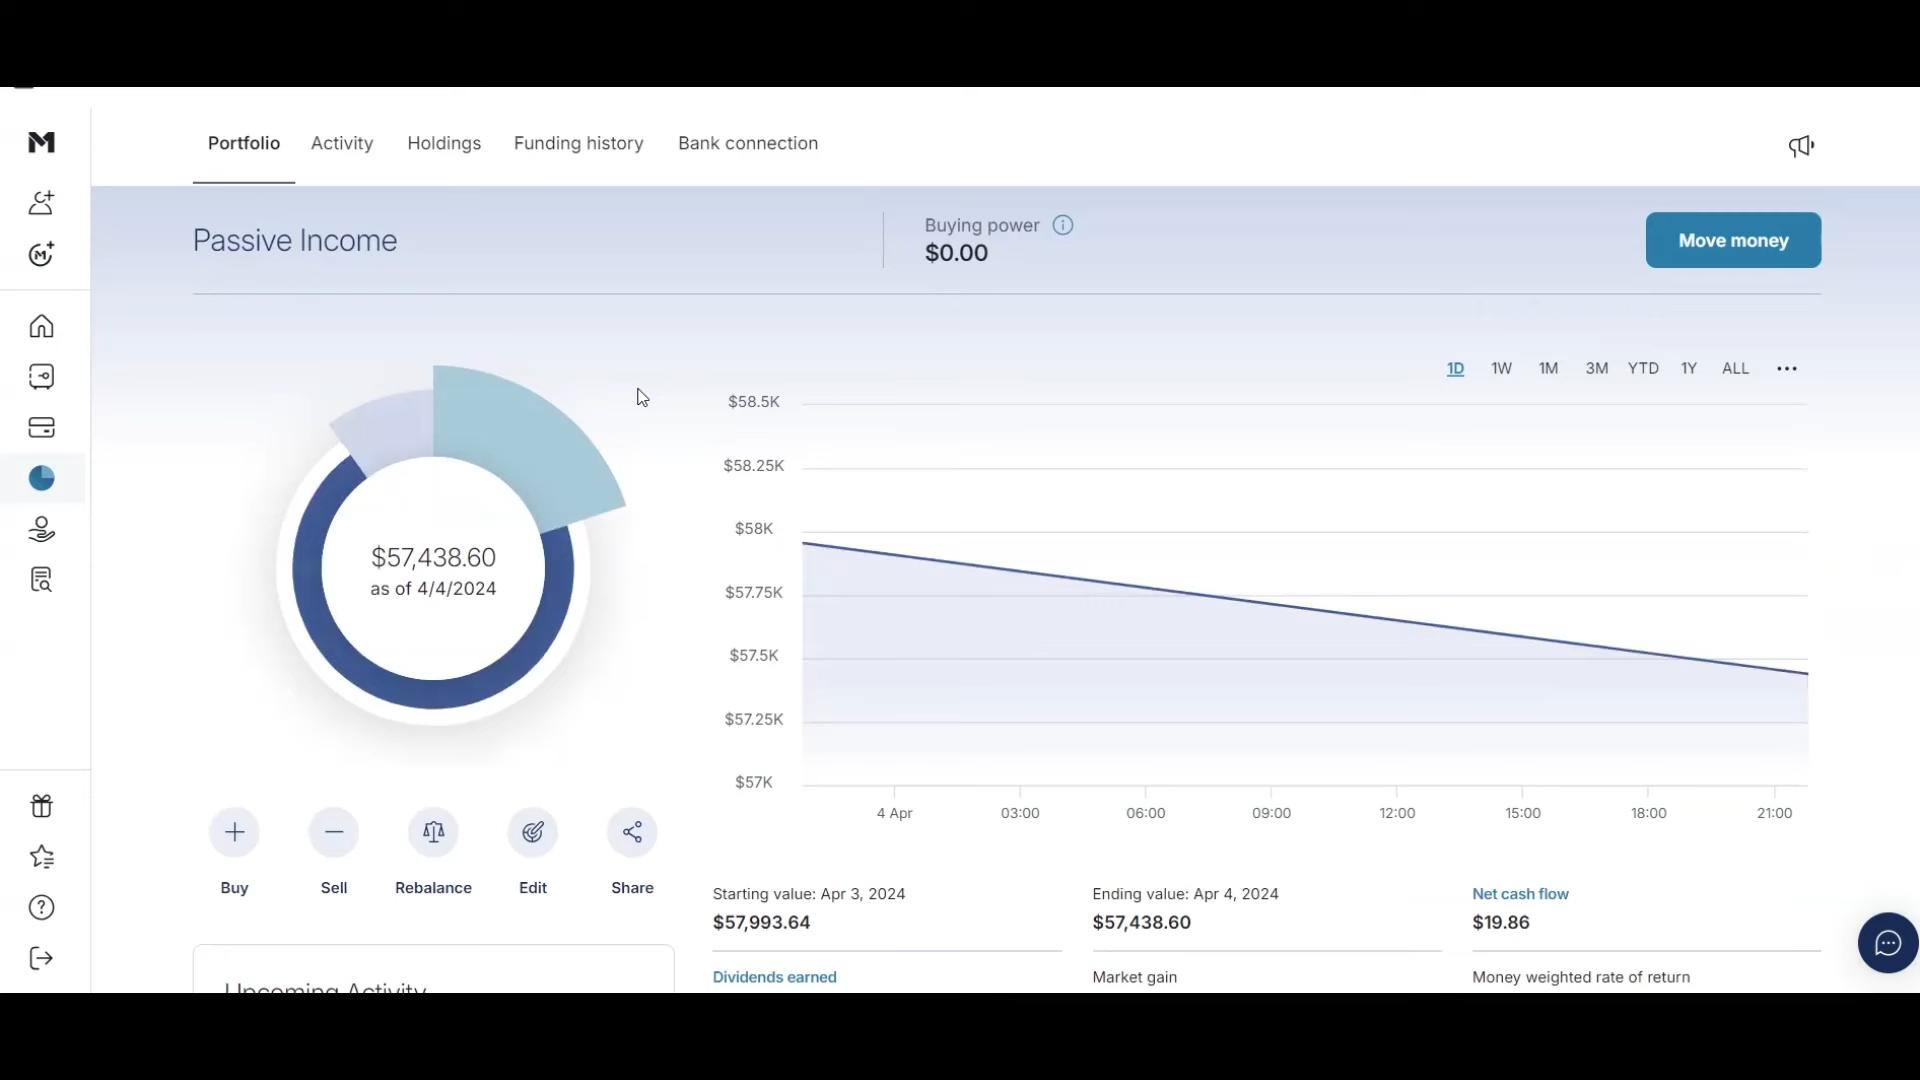 Portfolio Activity Holdings Funding history Bank connection
Passive Income
Buying power
$0.00
Move money
1D 1W 1M 3M YTD 1Y ALL
$58.5K
$58.25K
$58K
$57.75K
$57.5K
$57.25K
$57K
4 Apr 03:00 06:00 09:00 12:00 15:00 18:00 21:00
$57,438.60
as of 4/4/2024
Buy Sell Rebalance Edit Share
Starting value: Apr 3, 2024
$57,993.64
Ending value: Apr 4, 2024
$57,438.60
Net cash flow
$19.86
Dividends earned
Market gain
Money weighted rate of return
Upcoming Activity